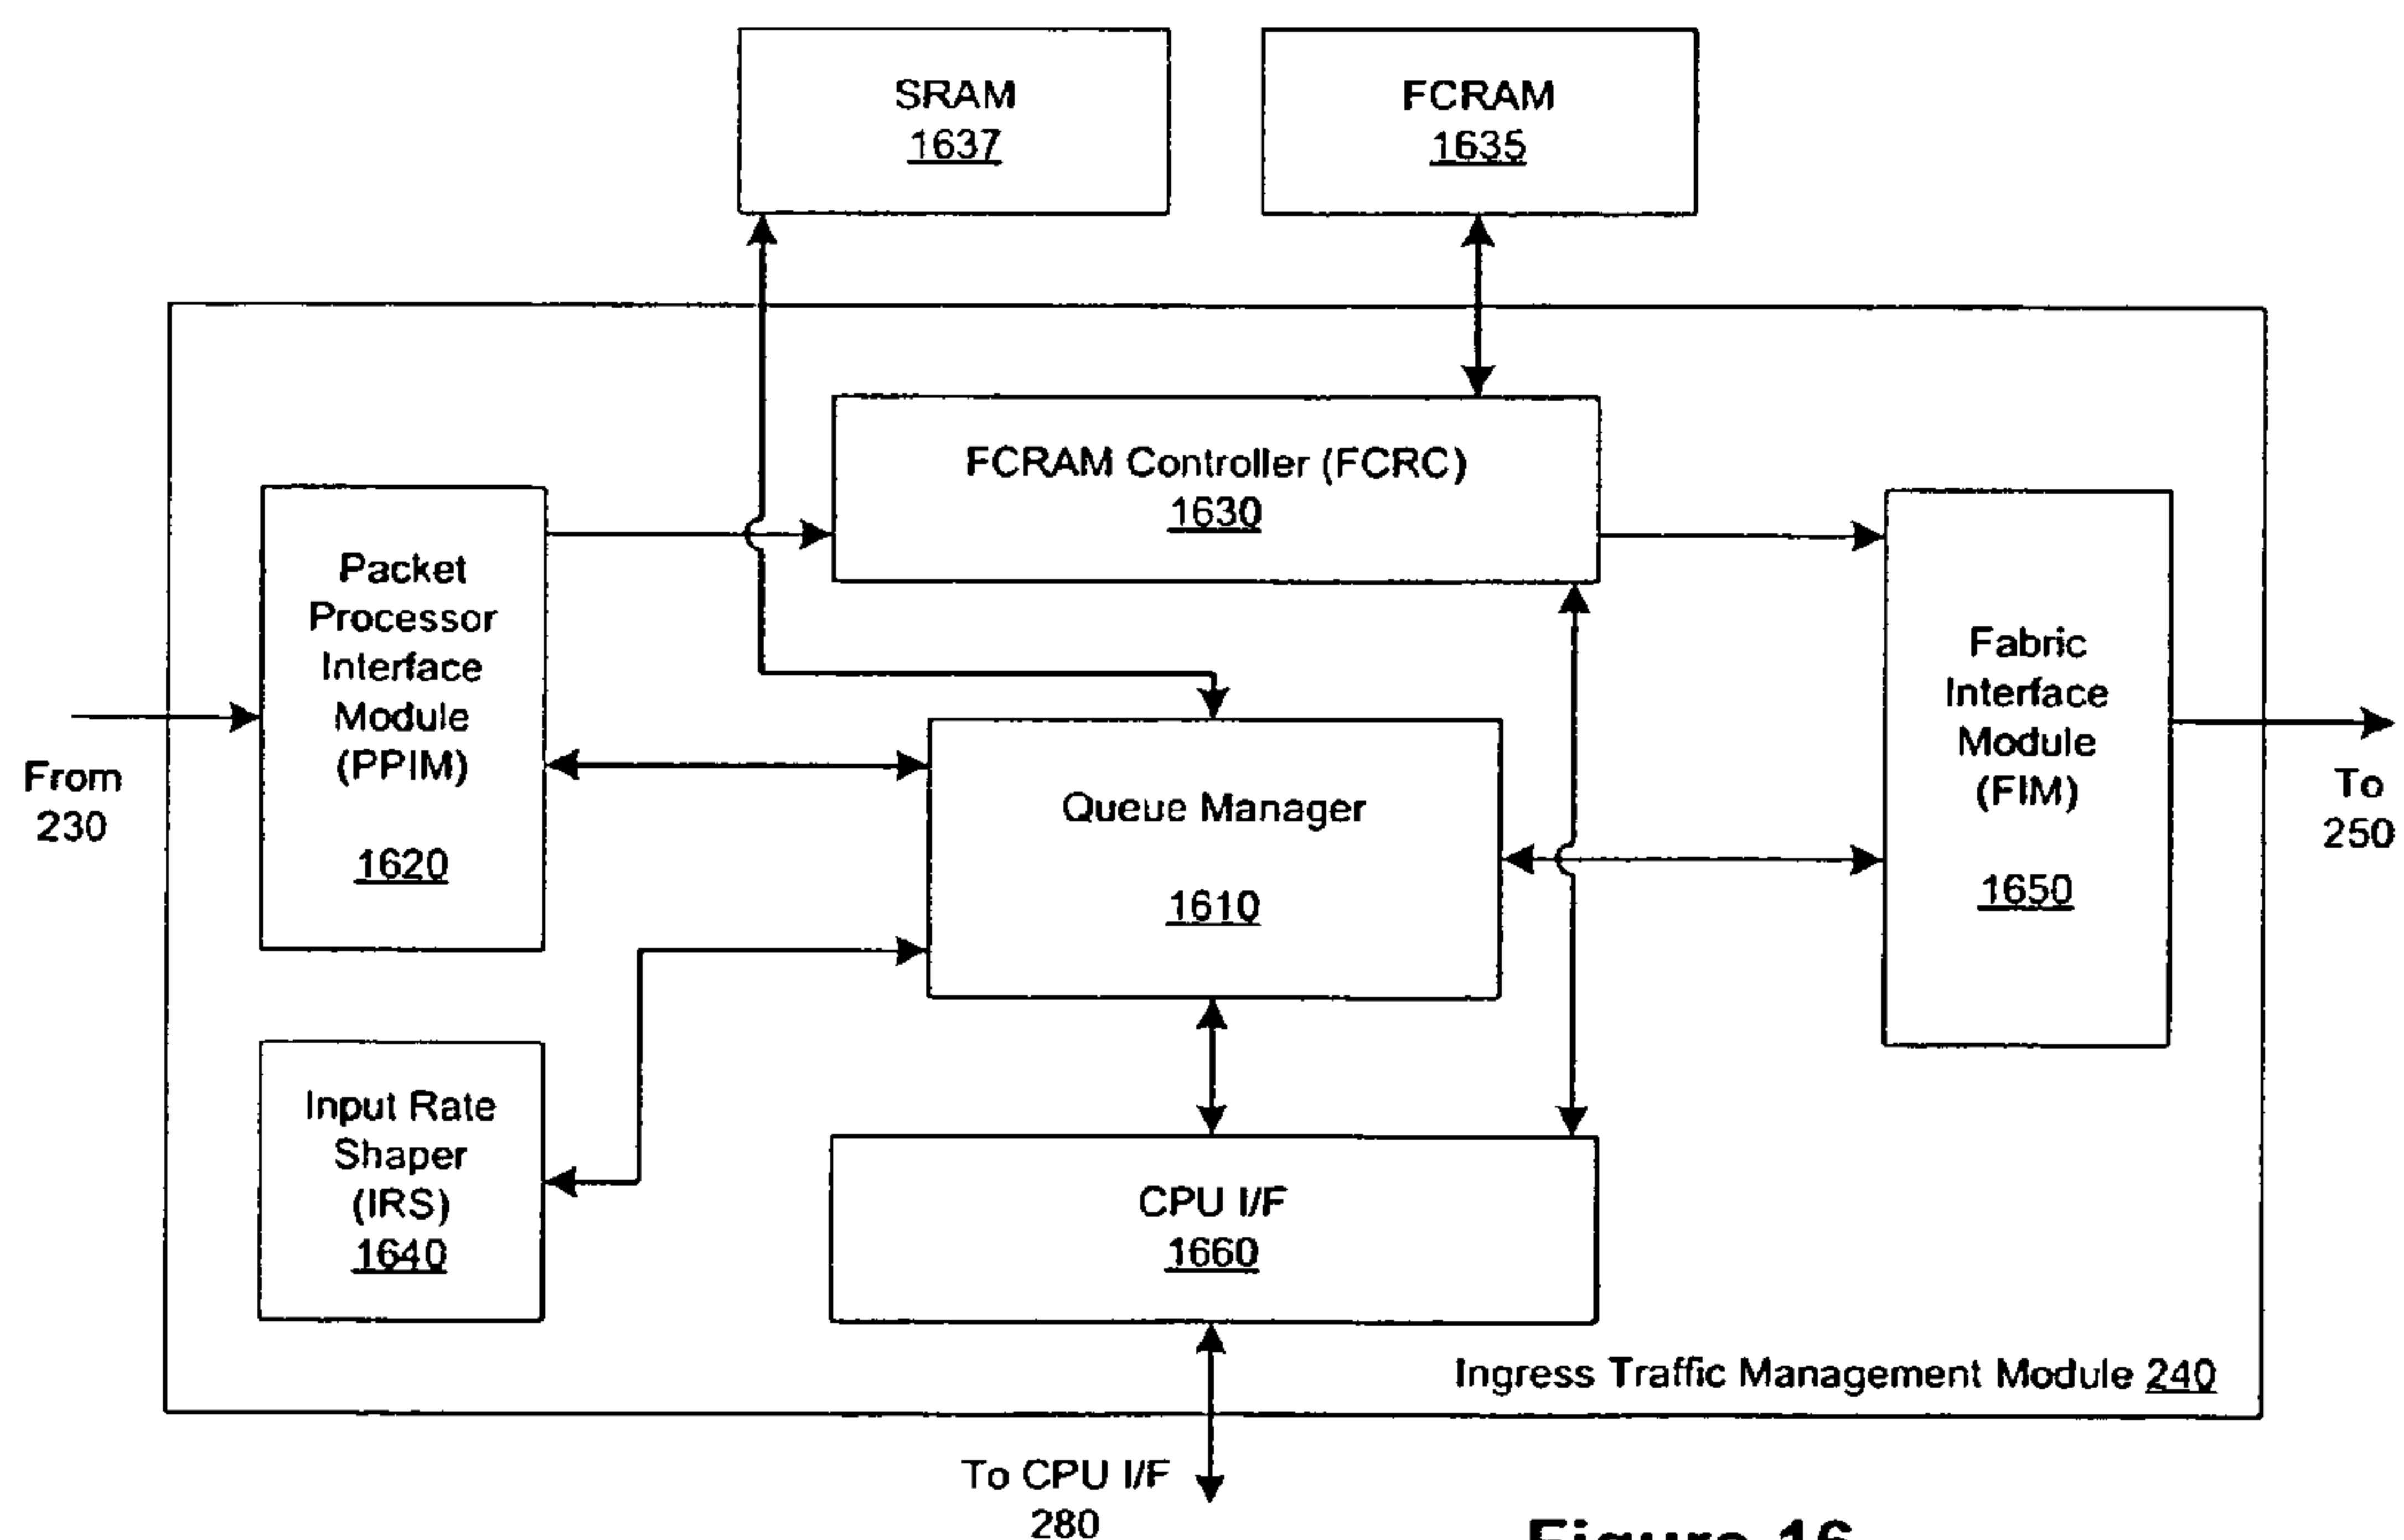 SRAM
1637
FCRAM
1635
FCRAM Controller (FCRC)
1630
Packet
Processor
Interface
Module
(PPIM)
1620
Fabric
Interface
Module
(FIM)
1650
From
230
To
250
Queue Manager
1610
Input Rate
Shaper
(IRS)
1640
CPU I/F
1660
Ingress Traffic Management Module 240
To CPU I/F
280
Figure 16